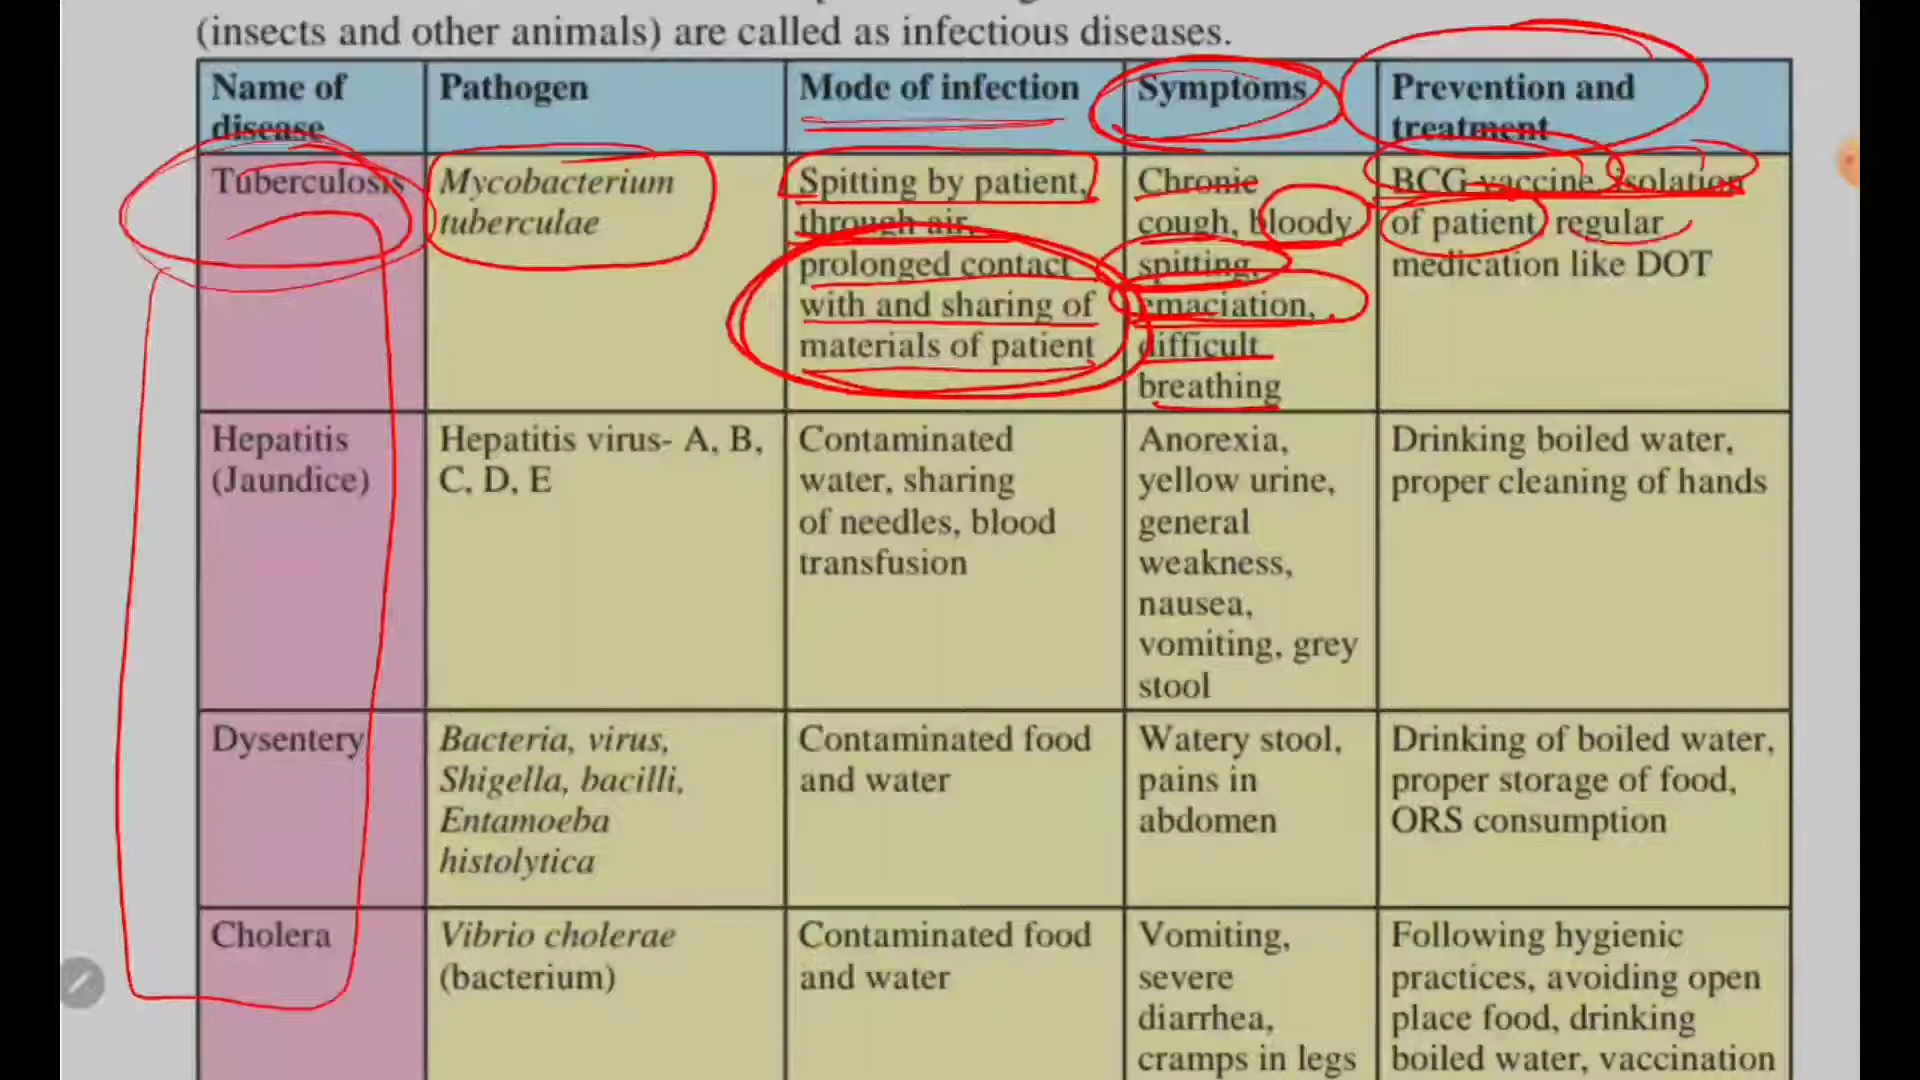 (insects and other animals) are called as infectious diseases.
Name of
disease
Pathogen
Mode of infection
Symptoms
Prevention and
treatment
Tuberculosis
Mycobacterium
tuberculae
Spitting by patient,
through air,
prolonged contact
with and sharing of
materials of patient
Chronic
cough, bloody
spitting,
emaciation,
difficult
breathing
BCG vaccine, isolation
of patient, regular
medication like DOT
Hepatitis
(Jaundice)
Hepatitis virus- A, B,
C, D, E
Contaminated
water, sharing
of needles, blood
transfusion
Anorexia,
yellow urine,
general
weakness,
nausea,
vomiting, grey
stool
Drinking boiled water,
proper cleaning of hands
Dysentery
Bacteria, virus,
Shigella, bacilli,
Entamoeba
histolytica
Contaminated food
and water
Watery stool,
pains in
abdomen
Drinking of boiled water,
proper storage of food,
ORS consumption
Cholera
Vibrio cholerae
(bacterium)
Contaminated food
and water
Vomiting,
severe
diarrhea,
cramps in legs
Following hygienic
practices, avoiding open
place food, drinking
boiled water, vaccination